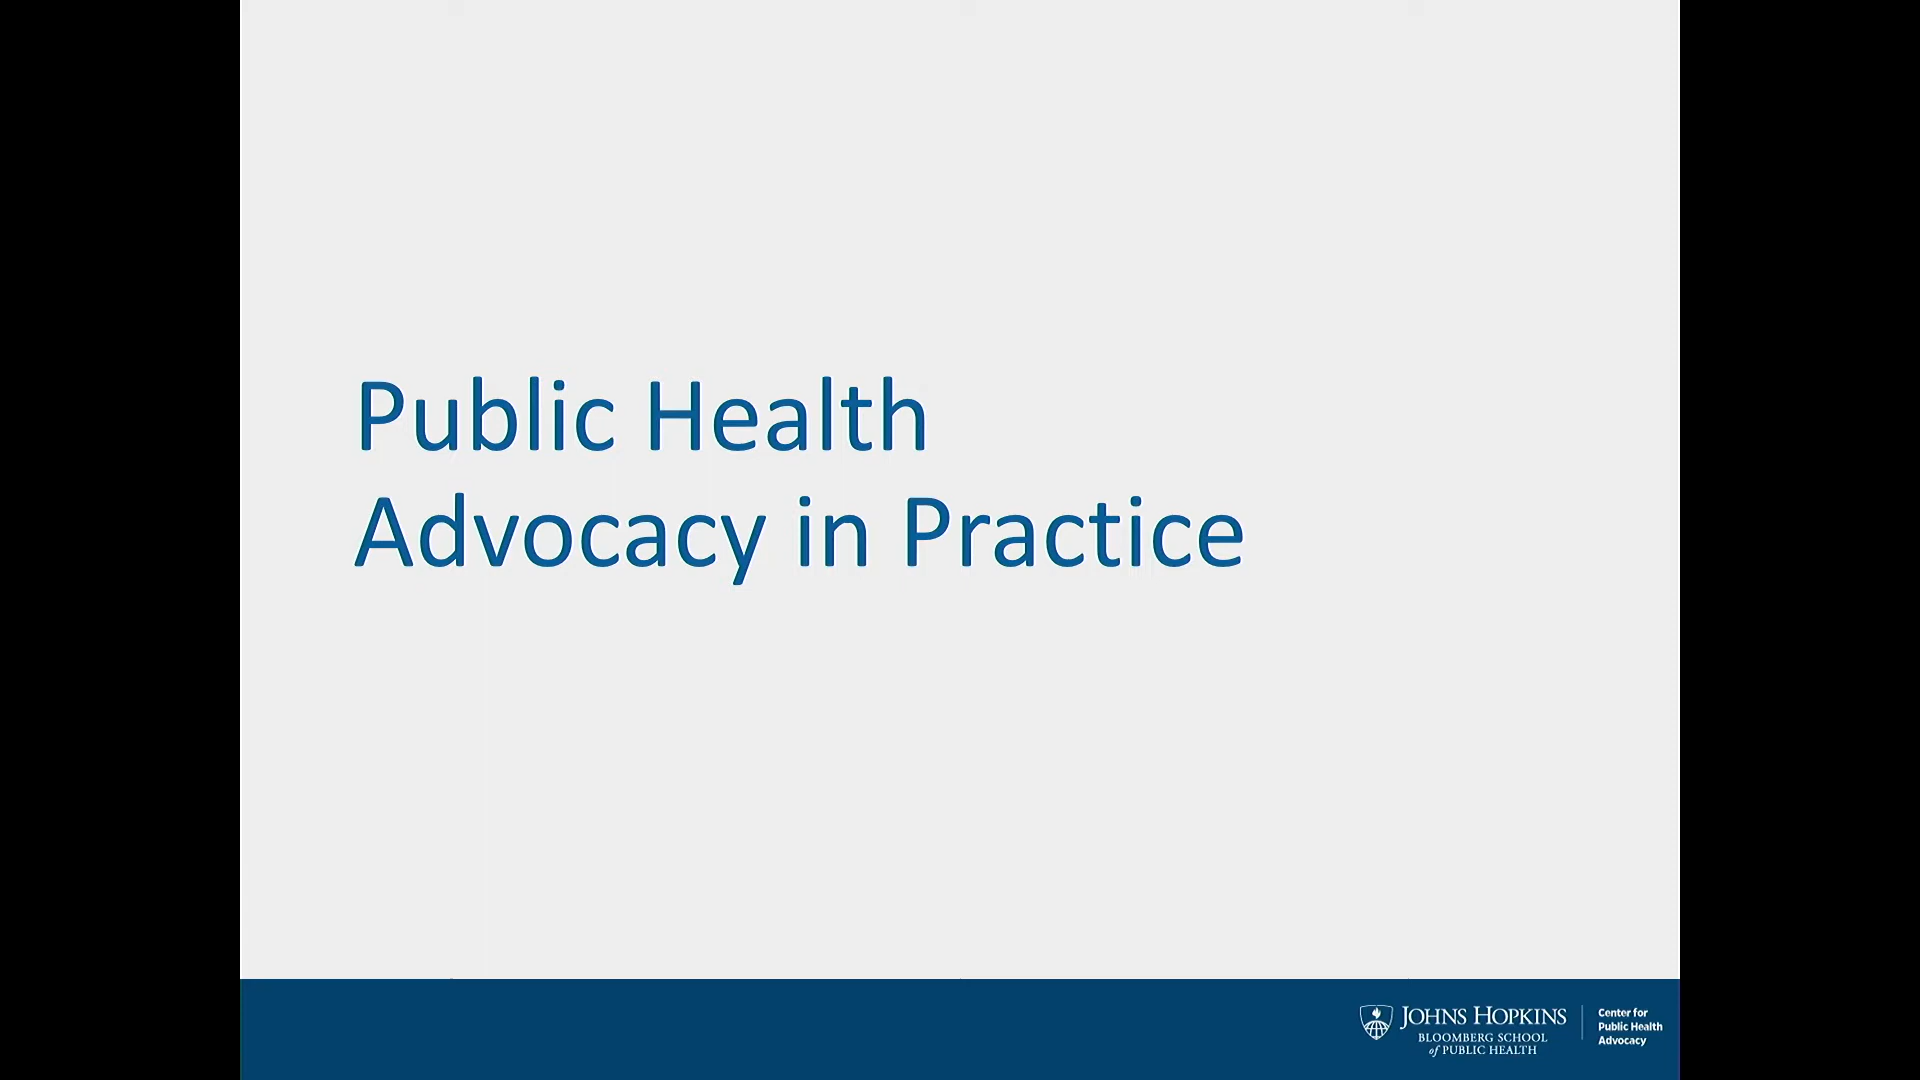 Public Health
Advocacy in Practice
JOHNS HOPKINS
BLOOMBERG SCHOOL
of PUBLIC HEALTH
Center for
Public Health
Advocacy